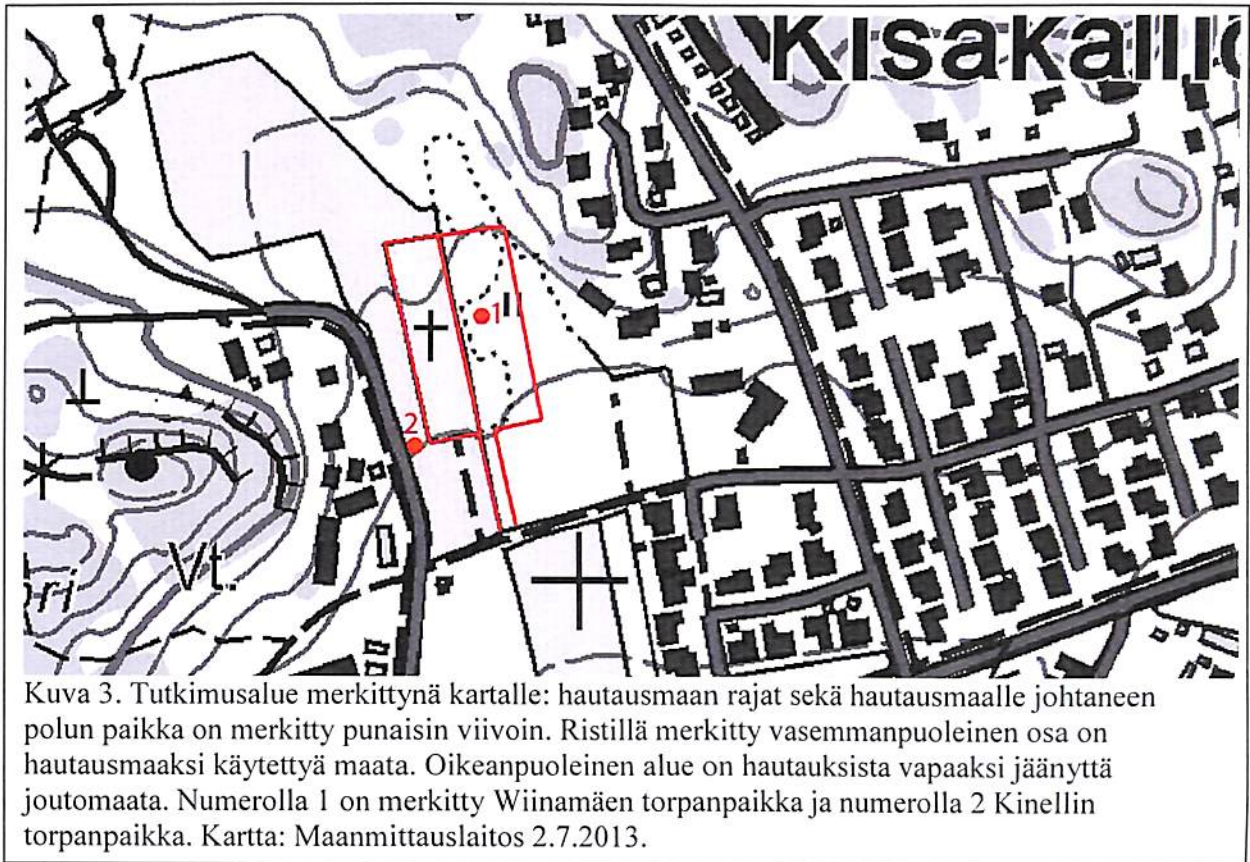 Kisakallio
1
2
Vt.
ri
Kuva 3. Tutkimusalue merkittynä kartalle: hautausmaan rajat sekä hautausmaalle johtaneen
polun paikka on merkitty punaisin viivoin. Ristillä merkitty vasemmanpuoleinen osa on
hautausmaaksi käytettyä maata. Oikeanpuoleinen alue on hautauksista vapaaksi jäänyttä
joutomaata. Numerolla 1 on merkitty Wiinamäen torpanpaikka ja numerolla 2 Kinellin
torpanpaikka. Kartta: Maanmittauslaitos 2.7.2013.